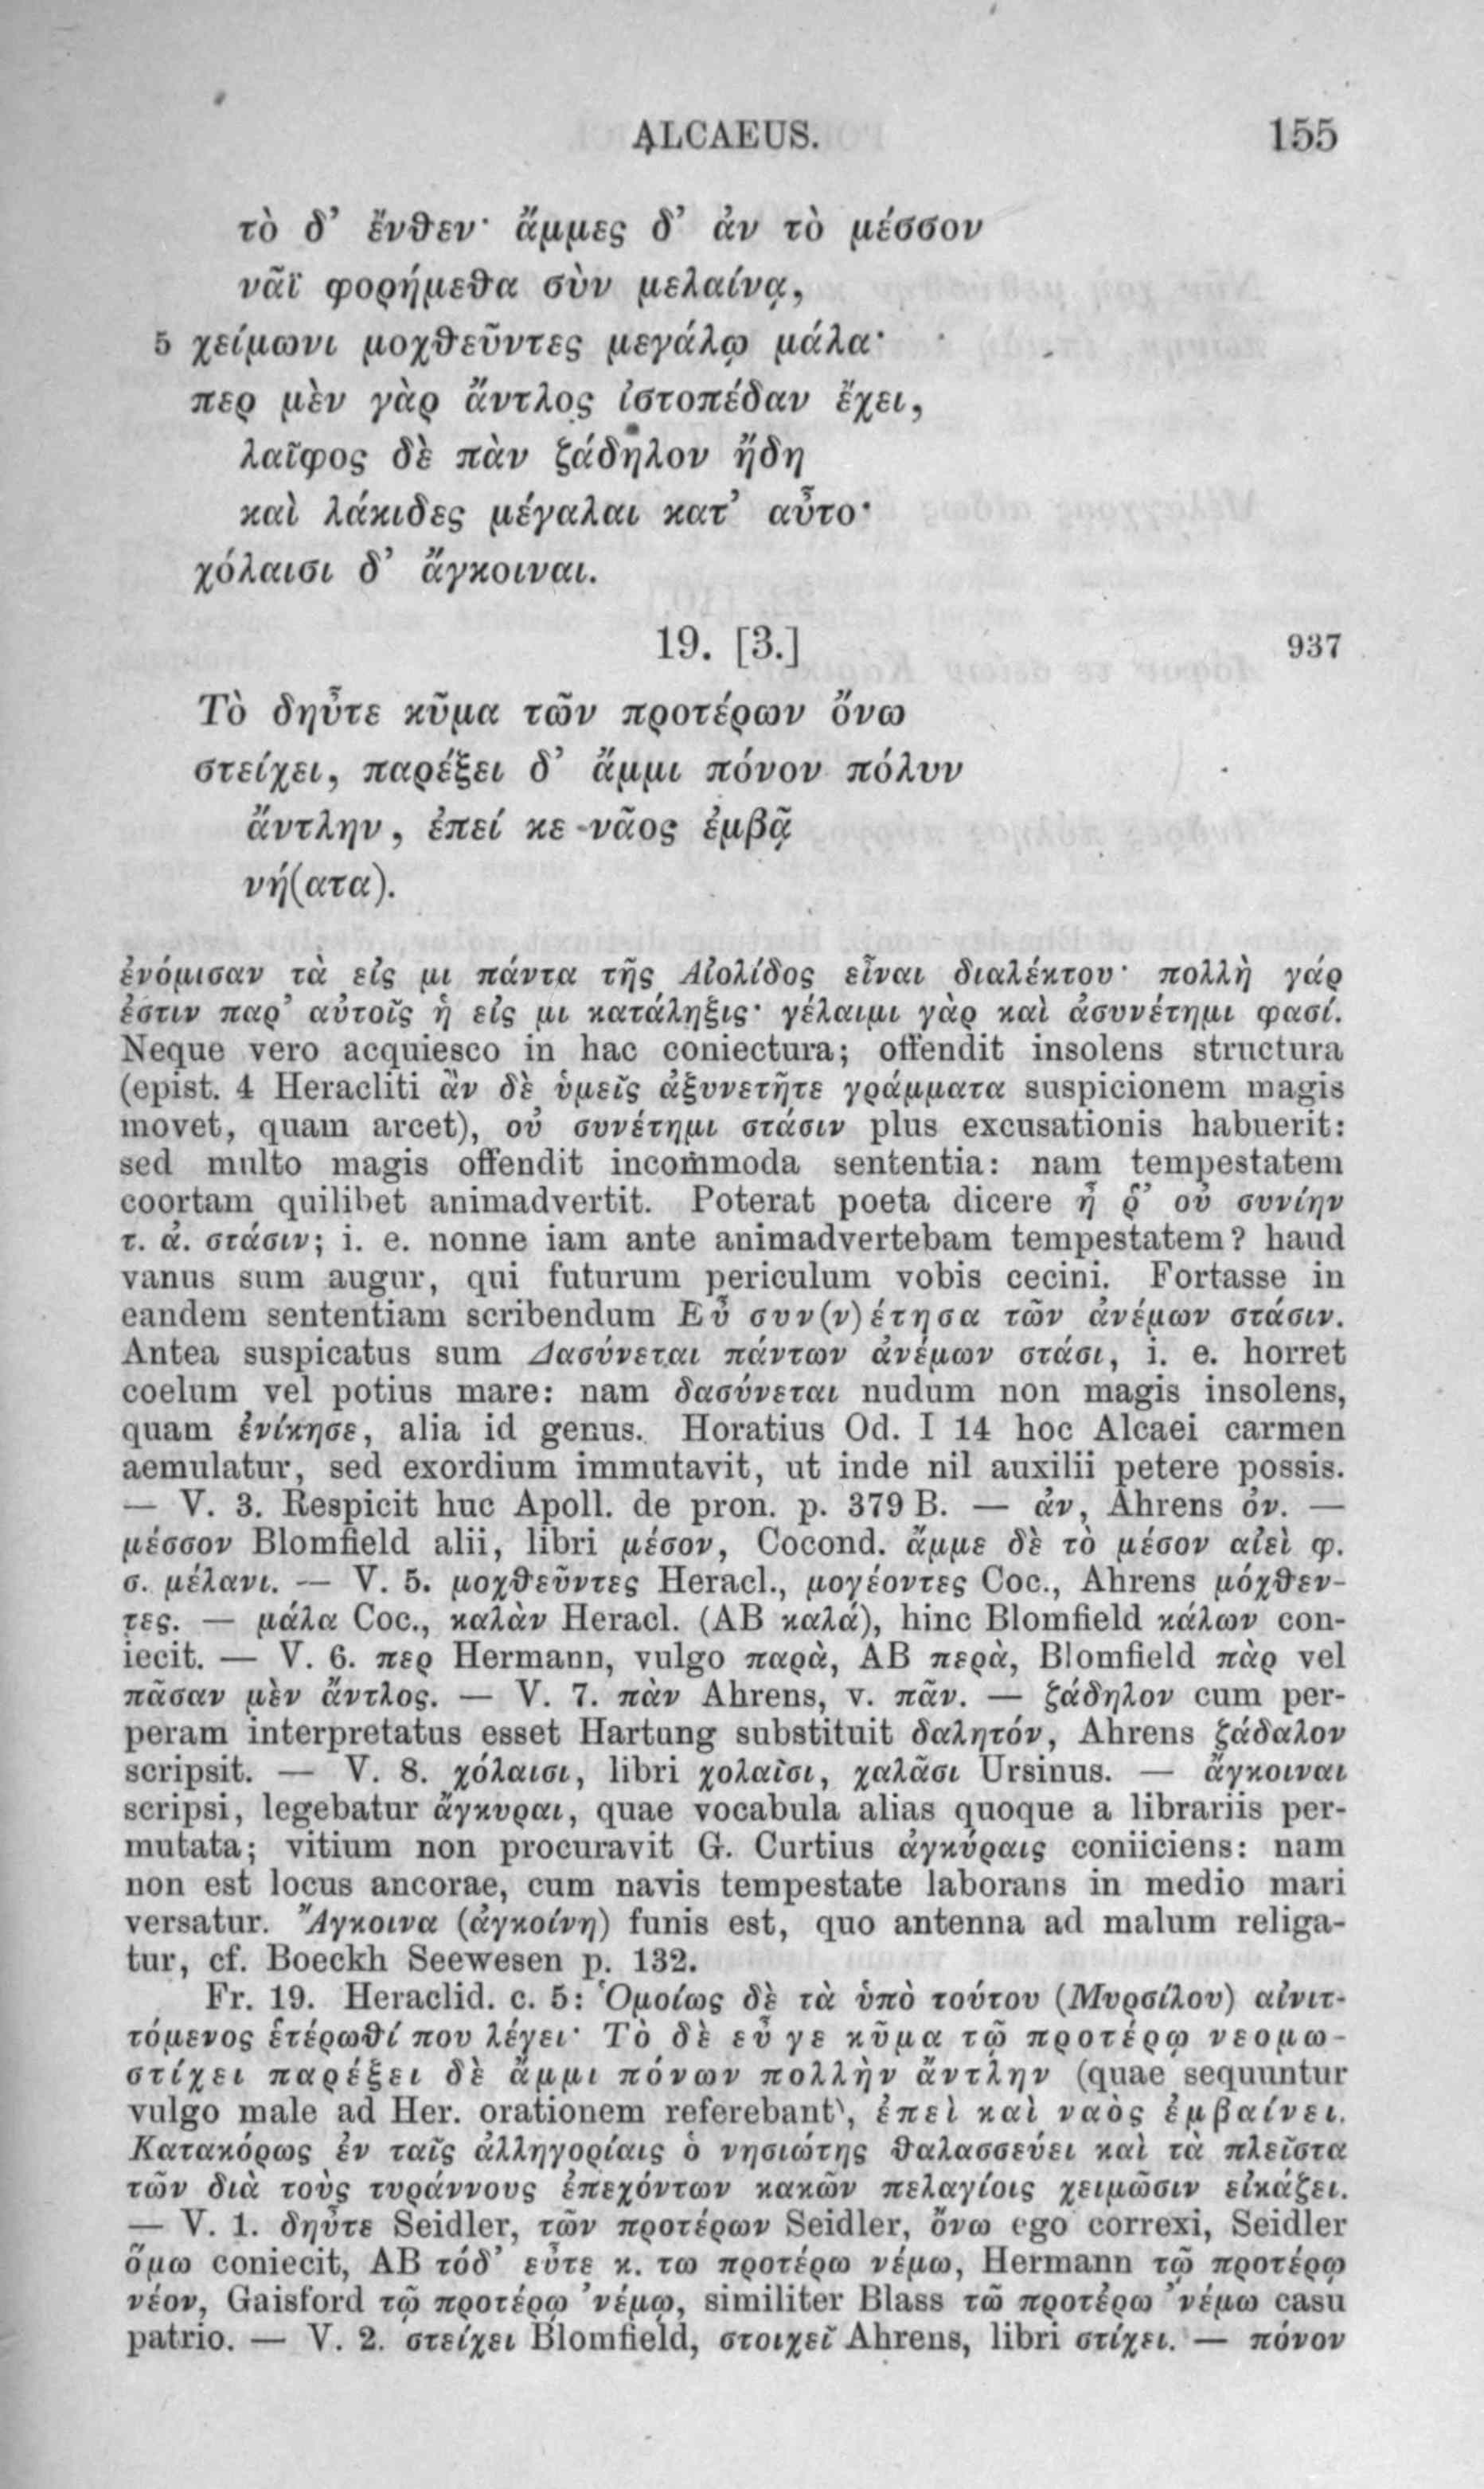 ALCAEUS. 155
τὸ δ’ ἔνθεν· ἄμμες δ’ ἀν τὸ μέσσον
νᾶϊ φορήμεθα σὺν μελαίνᾳ,
5 χείμωνι μοχθεῦντες μεγάλῳ μάλα·
περ μὲν γὰρ ἄντλος ἰστοπέδαν ἔχει,
λαῖφος δὲ πὰν ζάδηλον ἤδη
καὶ λάκιδες μέγαλαι κατ’ αὖτο·
χόλαισι δ’ ἄγκοιναι.
19. [3.] 937
Τὸ δηὖτε κῦμα τῶν προτέρων ὄνω
στείχει, παρέξει δ’ ἄμμι πόνον πόλυν
ἄντλην, ἐπεί κε νᾶος ἐμβᾷ
νή(ατα).
ἐνόμισαν τὰ εἰς μι πάντα τῆς Αἰολίδος εἶναι διαλέκτου· πολλὴ γάρ
ἐστιν παρ’ αὐτοῖς ἡ εἰς μι κατάληξις· γέλαιμι γὰρ καὶ ἀσυνέτημι φασί.
Neque vero acquiesco in hac coniectura; offendit insolens structura
(epist. 4 Heracliti ἂν δὲ ὑμεῖς ἀξυνετῆτε γράμματα suspicionem magis
movet, quam arcet), οὐ συνέτημι στάσιν plus excusationis habuerit:
sed multo magis offendit incommoda sententia: nam tempestatem
coortam quilibet animadvertit. Poterat poeta dicere ἦ ῥ’ οὐ συνίην
τ. ἀ. στάσιν; i. e. nonne iam ante animadvertebam tempestatem? haud
vanus sum augur, qui futurum periculum vobis cecini. Fortasse in
eandem sententiam scribendum Εὖ συν(ν)έτησα τῶν ἀνέμων στάσιν.
Antea suspicatus sum Δασύνεται πάντων ἀνέμων στάσι, i. e. horret
coelum vel potius mare: nam δασύνεται nudum non magis insolens,
quam ἐνίκησε, alia id genus. Horatius Od. I 14 hoc Alcaei carmen
aemulatur, sed exordium immutavit, ut inde nil auxilii petere possis.
— V. 3. Respicit huc Apoll. de pron. p. 379 B. — ἀν, Ahrens ὀν. —
μέσσον Blomfield alii, libri μέσον, Cocond. ἄμμε δὲ τὸ μέσον αἰεὶ φ.
σ. μέλανι. — V. 5. μοχθεῦντες Heracl., μογέοντες Coc., Ahrens μόχθεν-
τες. — μάλα Coc., καλὰν Heracl. (AB καλά), hinc Blomfield κάλων con-
iecit. — V. 6. περ Hermann, vulgo παρὰ, AB περὰ, Blomfield πὰρ vel
πᾶσαν μὲν ἄντλος. — V. 7. πὰν Ahrens, v. πᾶν. — ζάδηλον cum per-
peram interpretatus esset Hartung substituit δαλητόν, Ahrens ζάδαλον
scripsit. — V. 8. χόλαισι, libri χολαῖσι, χαλᾶσι Ursinus. — ἄγκοιναι
scripsi, legebatur ἄγκυραι, quae vocabula alias quoque a librariis per-
mutata; vitium non procuravit G. Curtius ἀγκύραις coniiciens: nam
non est locus ancorae, cum navis tempestate laborans in medio mari
versatur. Ἄγκοινα (ἀγκοίνη) funis est, quo antenna ad malum religa-
tur, cf. Boeckh Seewesen p. 132.
Fr. 19. Heraclid. c. 5: Ὁμοίως δὲ τὰ ὑπὸ τούτου (Μυρσίλου) αἰνιτ-
τόμενος ἑτέρωθί που λέγει· Τὸ δὲ εὖ γε κῦμα τῷ προτέρῳ νεομω-
στίχει παρέξει δὲ ἄμμι πόνων πολλὴν ἄντλην (quae sequuntur
vulgo male ad Her. orationem referebant), ἐπεὶ καὶ ναὸς ἐμβαίνει.
Κατακόρως ἐν ταῖς ἀλληγορίαις ὁ νησιώτης θαλασσεύει καὶ τὰ πλεῖστα
τῶν διὰ τοὺς τυράννους ἐπεχόντων κακῶν πελαγίοις χειμῶσιν εἰκάζει.
— V. 1. δηὖτε Seidler, τῶν προτέρων Seidler, ὄνω ego correxi, Seidler
ὄμω coniecit, AB τόδ’ εὖτε κ. τω προτέρω νέμω, Hermann τῷ προτέρῳ
νέον, Gaisford τῷ προτέρῳ ’νέμῳ, similiter Blass τῶ προτέρω ’νέμω casu
patrio. — V. 2. στείχει Blomfield, στοιχεῖ Ahrens, libri στίχει. — πόνον